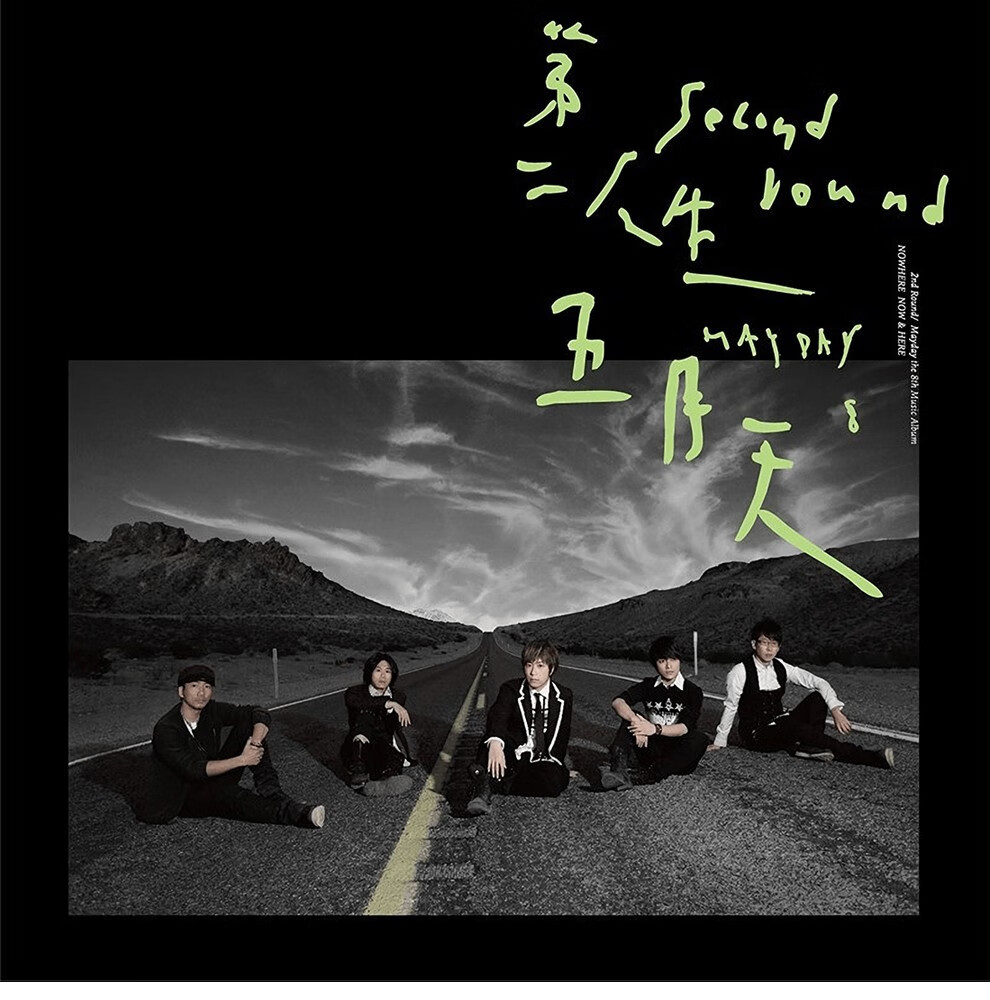 第二人生
Second
round
五月天
MAYDAY
8
2nd Round/ Mayday the 8th Music Album
NOWHERE NOW & HERE